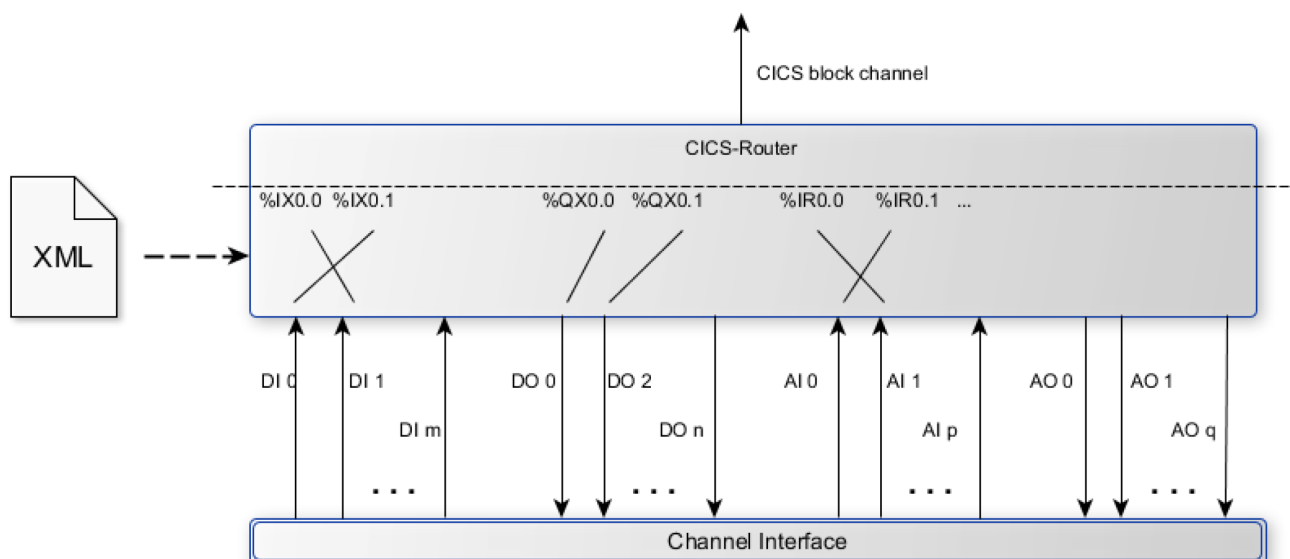 CICS block channel
CICS-Router
%IX0.0 %IX0.1 %QX0.0 %QX0.1 %IR0.0 %IR0.1 ...
XML
DI 0 DI 1 DO 0 DO 2 AI 0 AI 1 AO 0 AO 1
DI m DO n AI p AO q
. . . . . . . . . . . .
Channel Interface